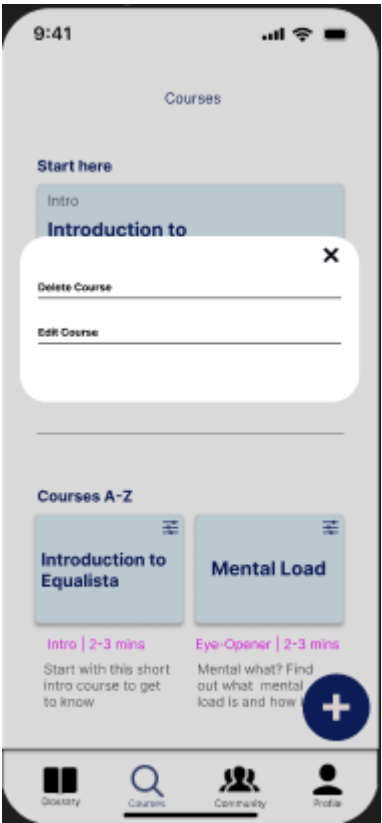 9:41
Courses
Start here
Intro
Introduction to
Delete Course
Edit Course
Courses A-Z
Introduction to
Equalista
Mental Load
Intro | 2-3 mins
Eye-Opener | 2-3 mins
Start with this short
intro course to get
to know
Mental what? Find
out what mental
load is and how
Glossary
Courses
Community
Profile